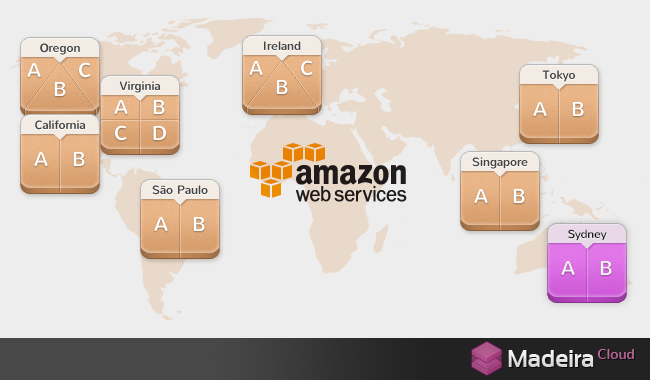 Oregon
A C
B
Virginia
A B
C D
California
A B
São Paulo
A B
Ireland
A C
B
amazon
web services
Tokyo
A B
Singapore
A B
Sydney
A B
Madeira Cloud